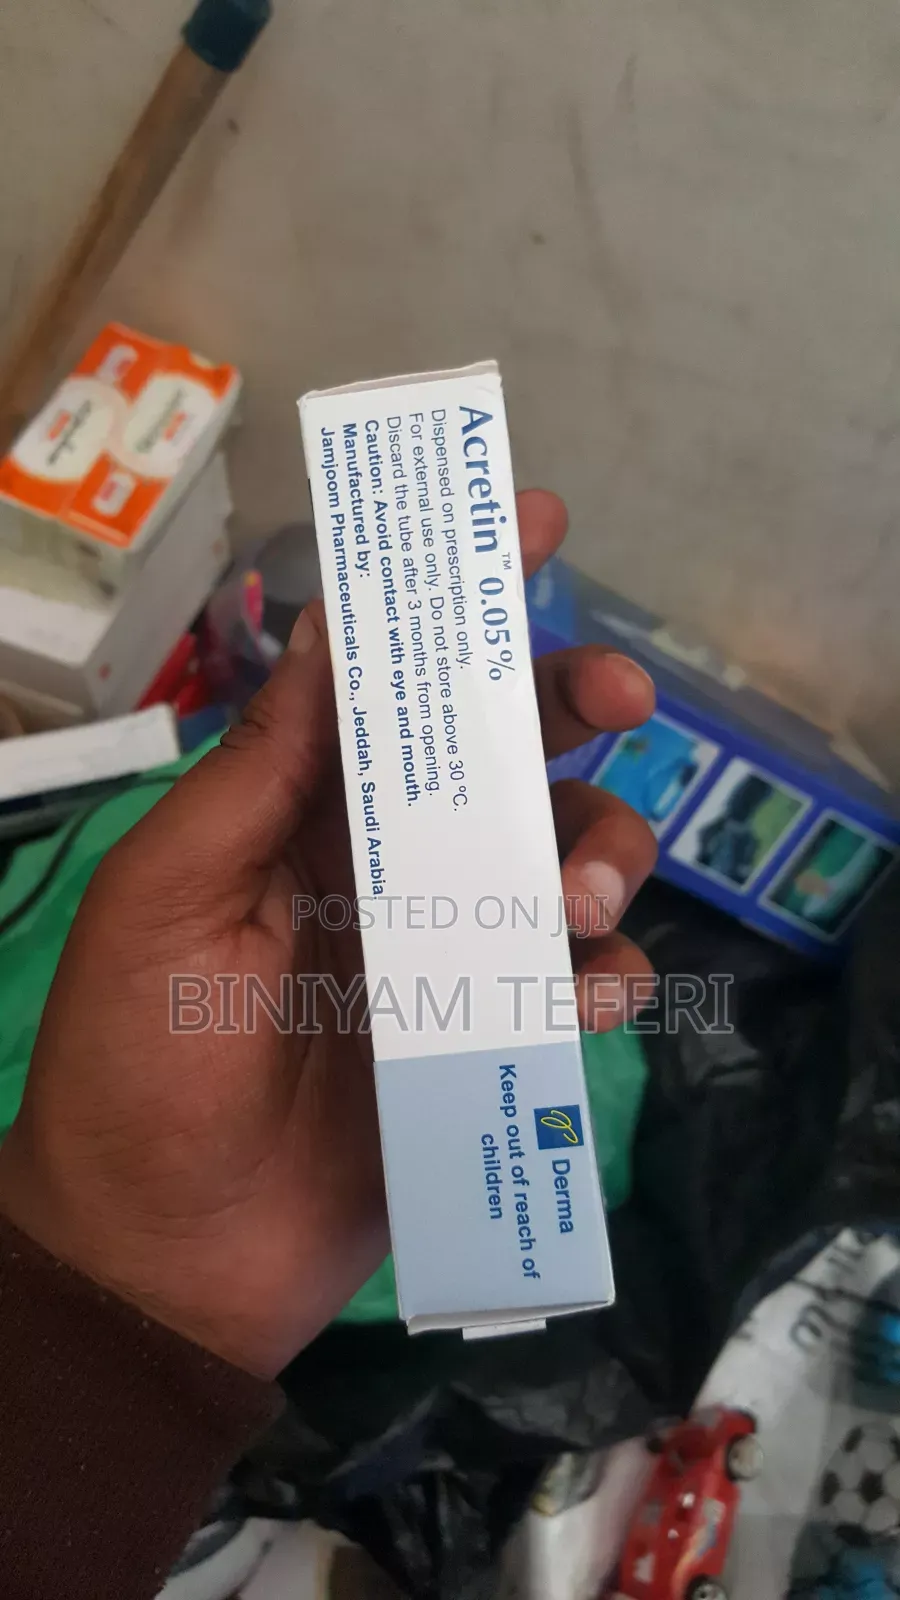 Acretin™ 0.05%
Dispensed on prescription only.
For external use only. Do not store above 30 ºC.
Discard the tube after 3 months from opening.
Caution: Avoid contact with eye and mouth.
Manufactured by:
Jamjoom Pharmaceuticals Co., Jeddah, Saudi Arabia.
Derma
Keep out of reach of
children
POSTED ON JIJI
BINIYAM TEFERI